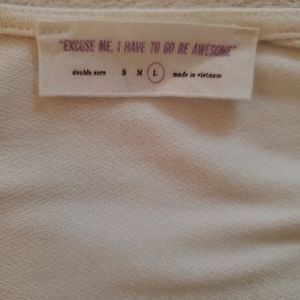 "EXCUSE ME, I HAVE TO GO BE AWESOME"
double zero S M L made in vietnam